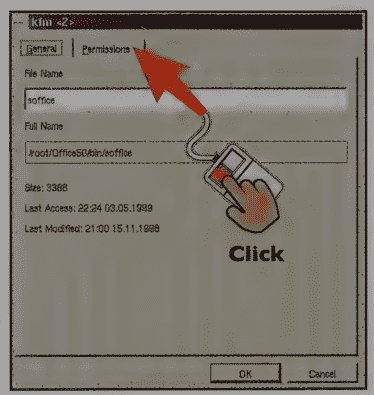 kfm <2>
General Permissions
File Name
soffice
Full Name
/root/Office50/bin/soffice
Size: 3388
Last Access: 22:24 03.05.1999
Last Modified: 21:00 15.11.1998
Click
OK Cancel